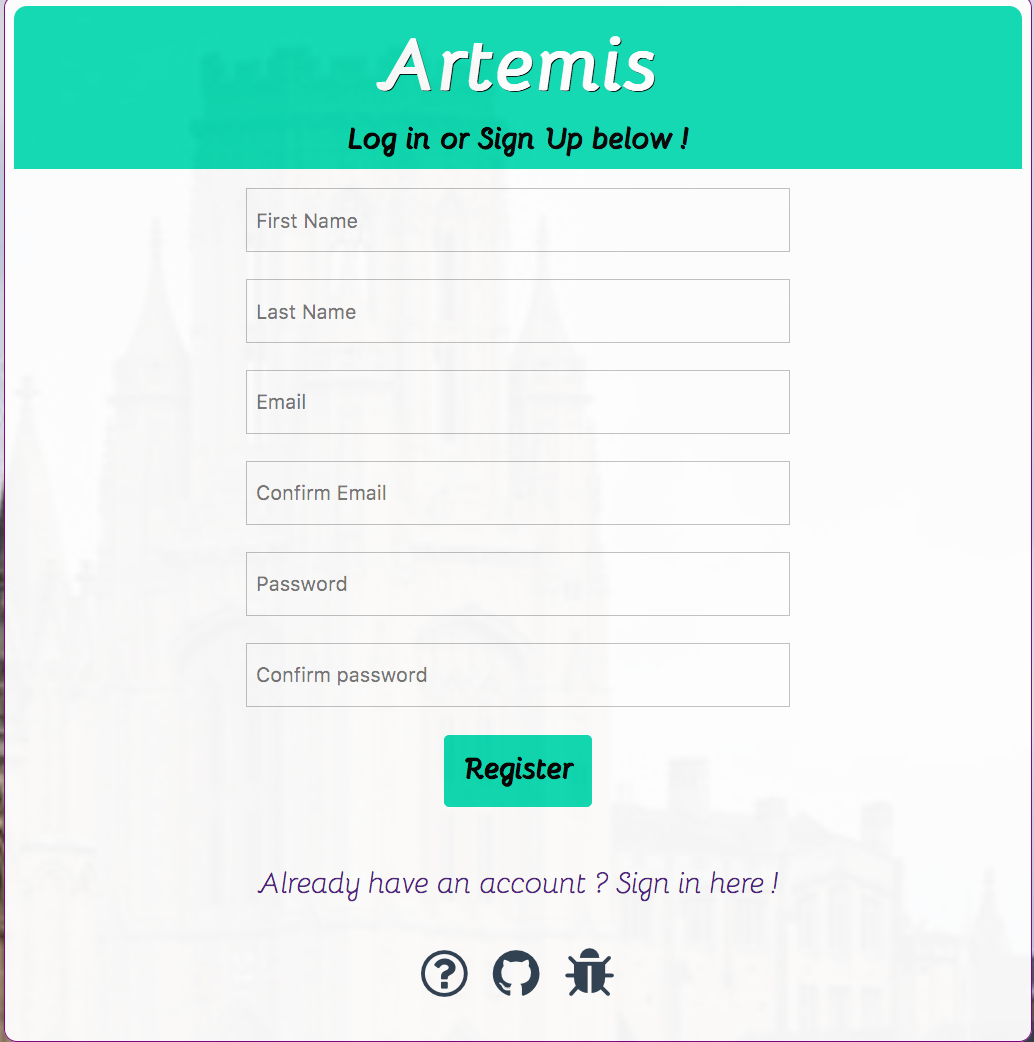 Artemis
Log in or Sign Up below !
First Name
Last Name
Email
Confirm Email
Password
Confirm password
Register
Already have an account ? Sign in here !